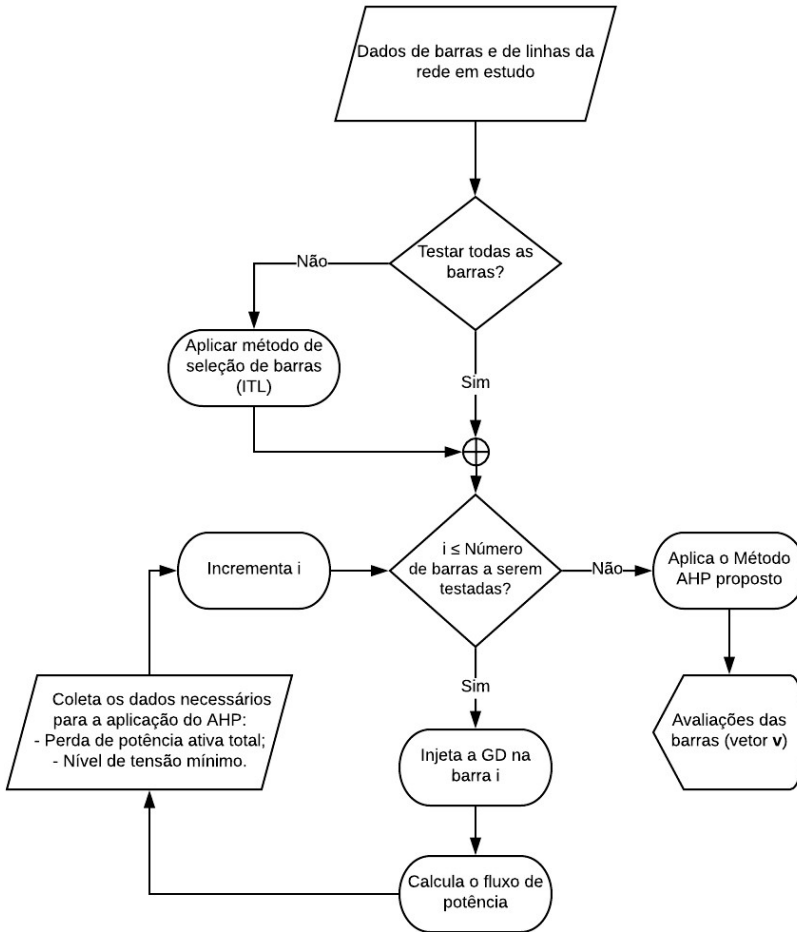 Dados de barras e de linhas da
rede em estudo
Testar todas as
barras?
Não
Aplicar método de
seleção de barras
(ITL)
Sim
Incrementa i
i ≤ Número
de barras a serem
testadas?
Não
Aplica o Método
AHP proposto
Sim
Coleta os dados necessários
para a aplicação do AHP:
- Perda de potência ativa total;
- Nível de tensão mínimo.
Injeta a GD na
barra i
Avaliações das
barras (vetor v)
Calcula o fluxo de
potência